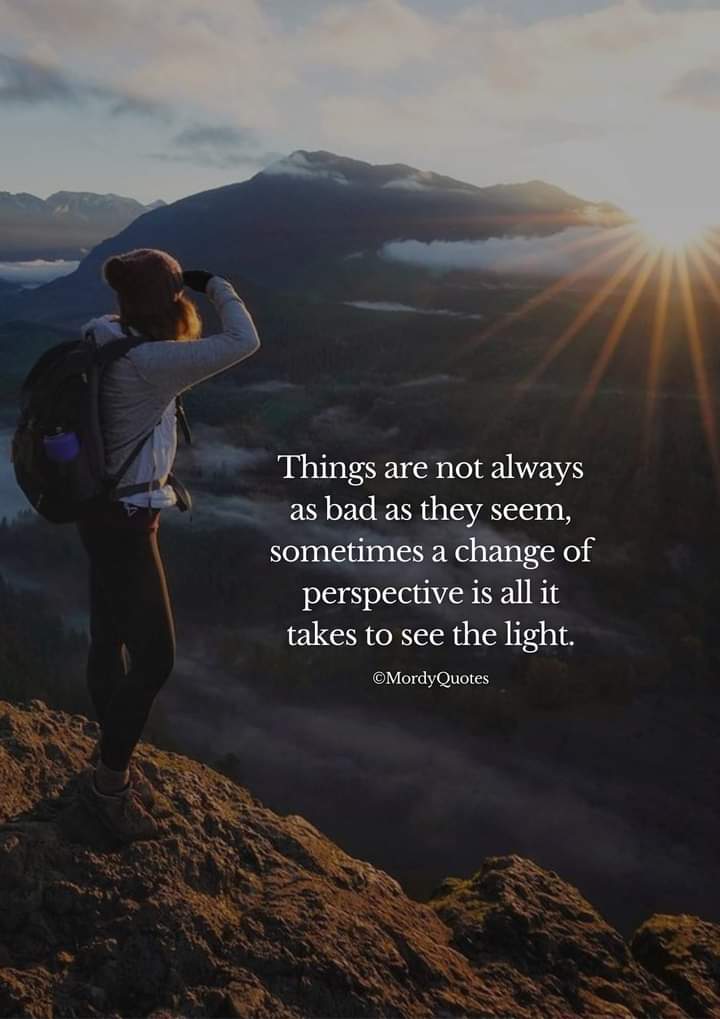 Things are not always
as bad as they seem,
sometimes a change of
perspective is all it
takes to see the light.
©MordyQuotes